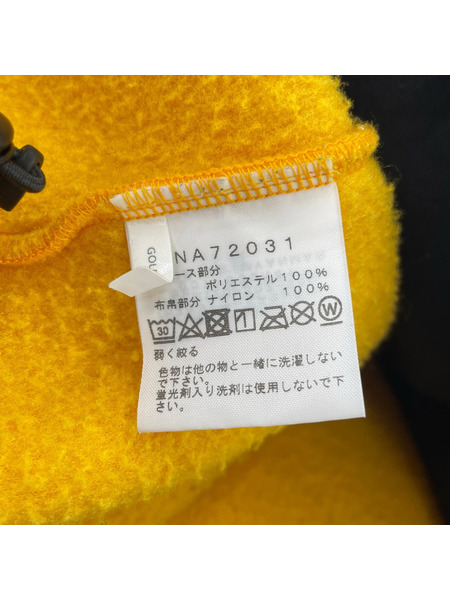 GOL
NA72031
ース部分
ポリエステル100%
布帛部分 ナイロン 100%
30
W
弱く絞る
色物は他の物と一緒に洗濯しない
で下さい。
蛍光剤入り洗剤は使用しないで下
さい。